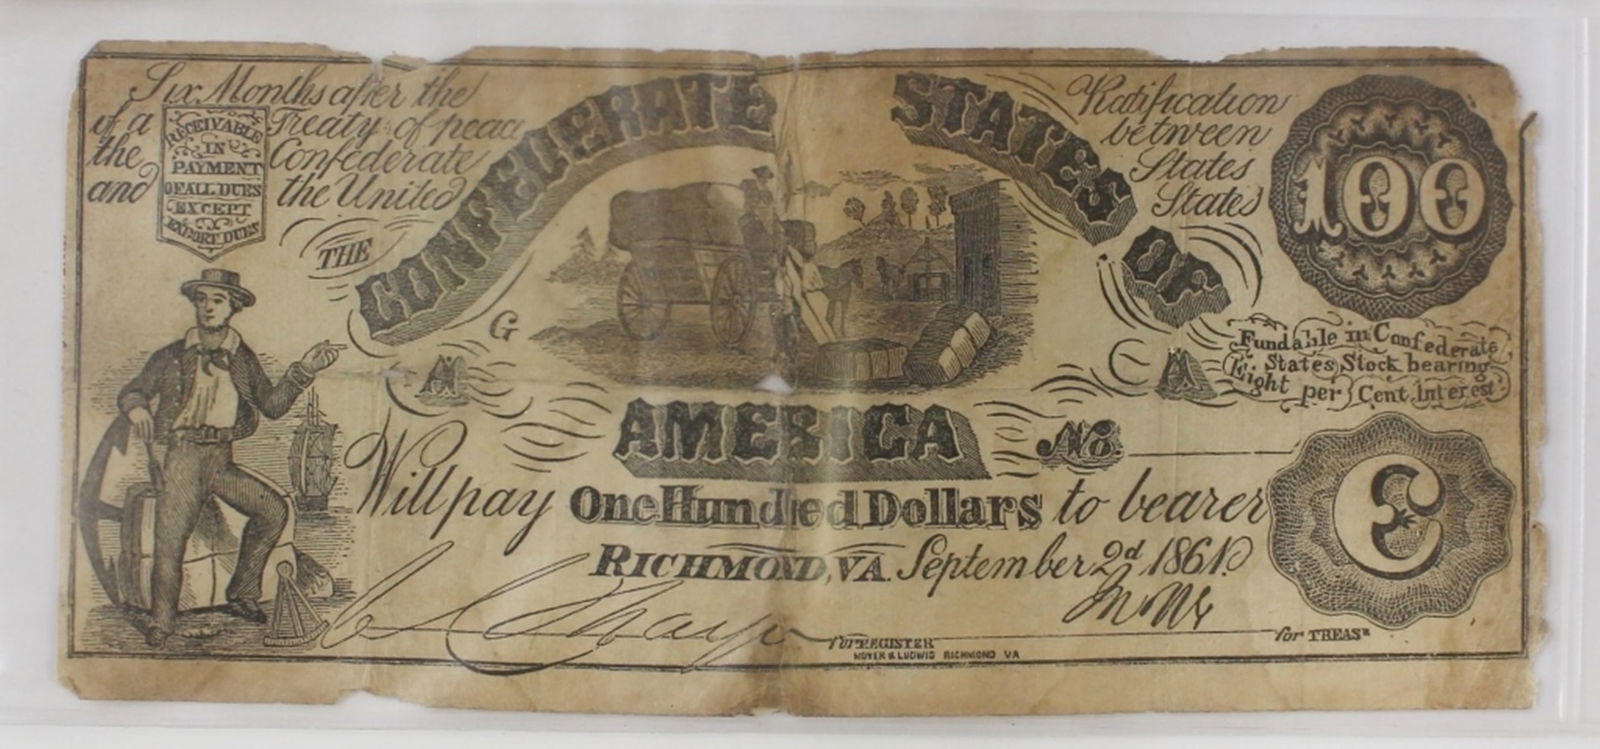 Six Months after the
of a Treaty of peace
the Confederate
and the United
RECEIVABLE
IN
PAYMENT
OF ALL DUES
EXCEPT
EXPORT DUES
THE
CONFEDERATE STATES OF
AMERICA
Ratification
between
States
States
100
G
A
A
Fundable in Confederate
States Stock bearing
Eight per Cent. Interest
No.
Will pay One Hundred Dollars to bearer
C
RICHMOND, VA. September 2d, 1861.
for REGISTER
for TREASR
HOYER & LUDWIG RICHMOND VA